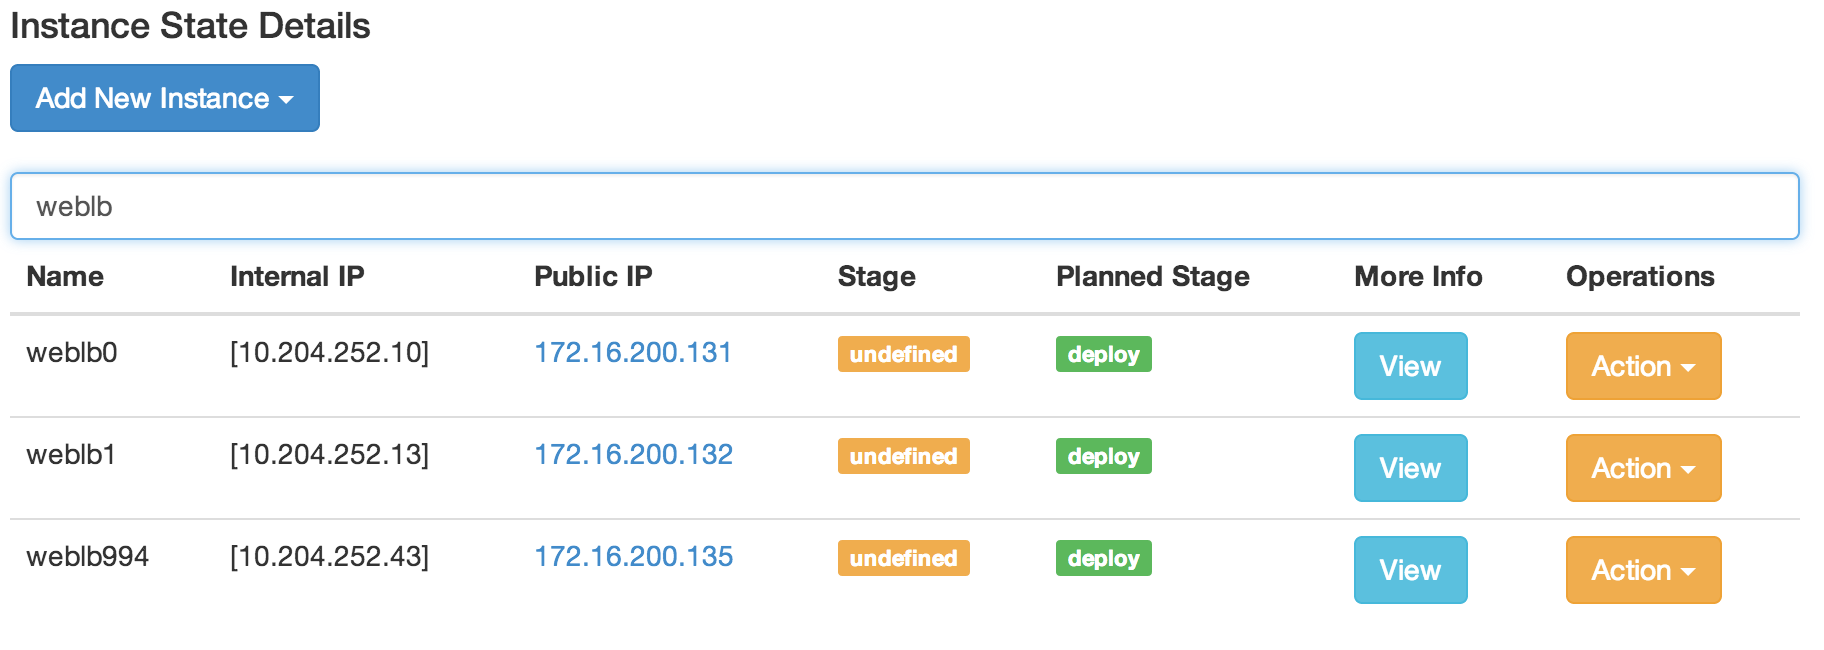 Instance State Details
Add New Instance
weblb
Name Internal IP Public IP Stage Planned Stage More Info Operations
weblb0 [10.204.252.10] 172.16.200.131 undefined deploy View Action
weblb1 [10.204.252.13] 172.16.200.132 undefined deploy View Action
weblb994 [10.204.252.43] 172.16.200.135 undefined deploy View Action